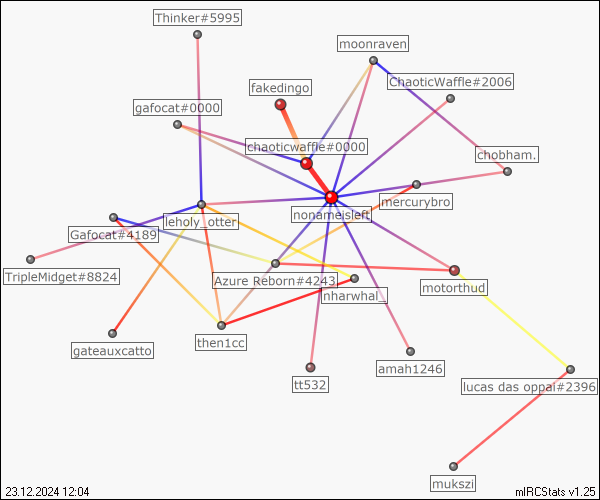 Thinker#5995
moonraven
ChaoticWaffle#2006
fakedingo
gafocat#0000
chaoticwaffle#0000
chobham.
mercurybro
nonameisleft
leholy_otter
Gafocat#4189
TripleMidget#8824
Azure Reborn#4243
motorthud
nharwhal_
then1cc
gateauxcatto
amah1246
tt532
lucas das oppai#2396
mukszi
23.12.2024 12:04
mIRCStats v1.25